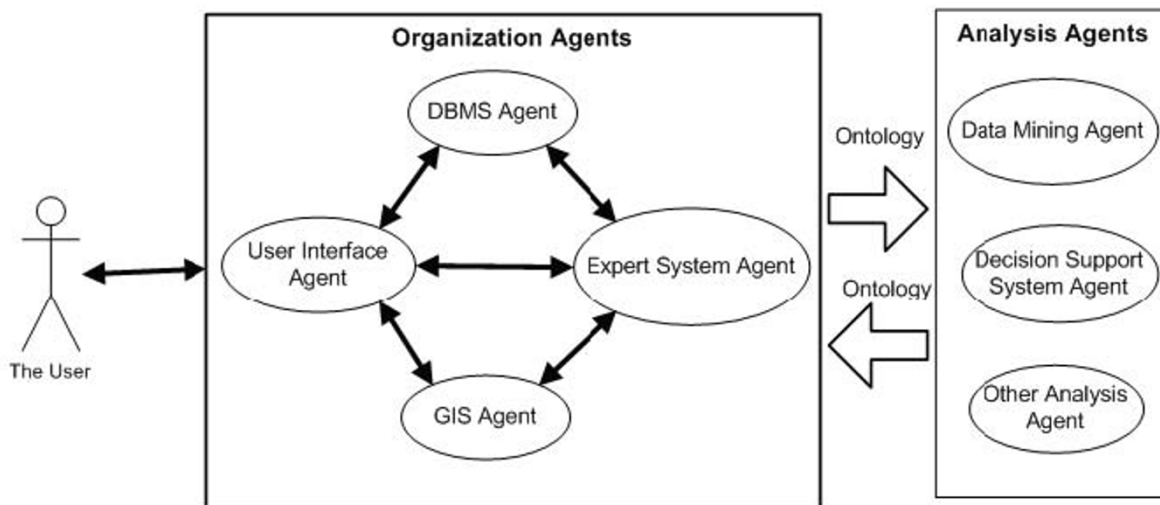 Organization Agents
DBMS Agent
User Interface
Agent
Expert System Agent
GIS Agent
The User
Ontology
Ontology
Analysis Agents
Data Mining Agent
Decision Support
System Agent
Other Analysis
Agent